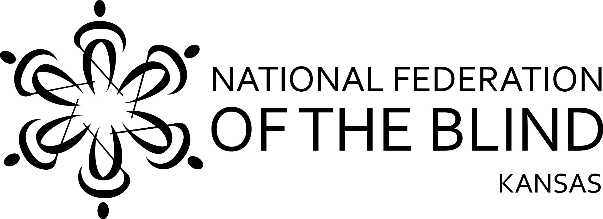 NATIONAL FEDERATION
OF THE BLIND
KANSAS